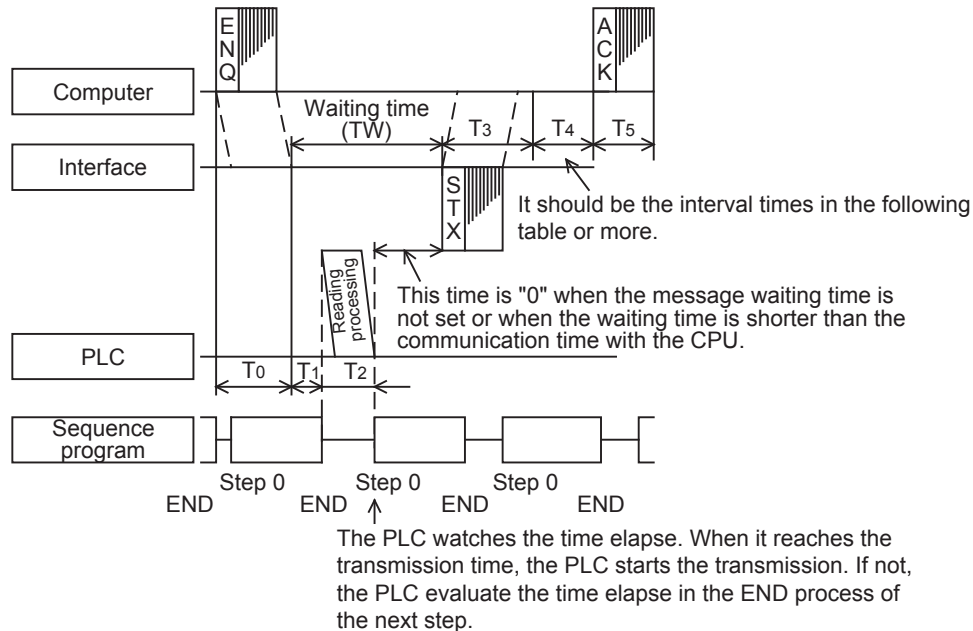 ENQ
ACK
Computer
Waiting time
(TW)
T3
T4
T5
Interface
STX
It should be the interval times in the following
table or more.
Reading
processing
This time is "0" when the message waiting time is
not set or when the waiting time is shorter than the
communication time with the CPU.
PLC
T0
T1
T2
Sequence
program
Step 0
Step 0
Step 0
END
END
END
END
The PLC watches the time elapse. When it reaches the
transmission time, the PLC starts the transmission. If not,
the PLC evaluate the time elapse in the END process of
the next step.